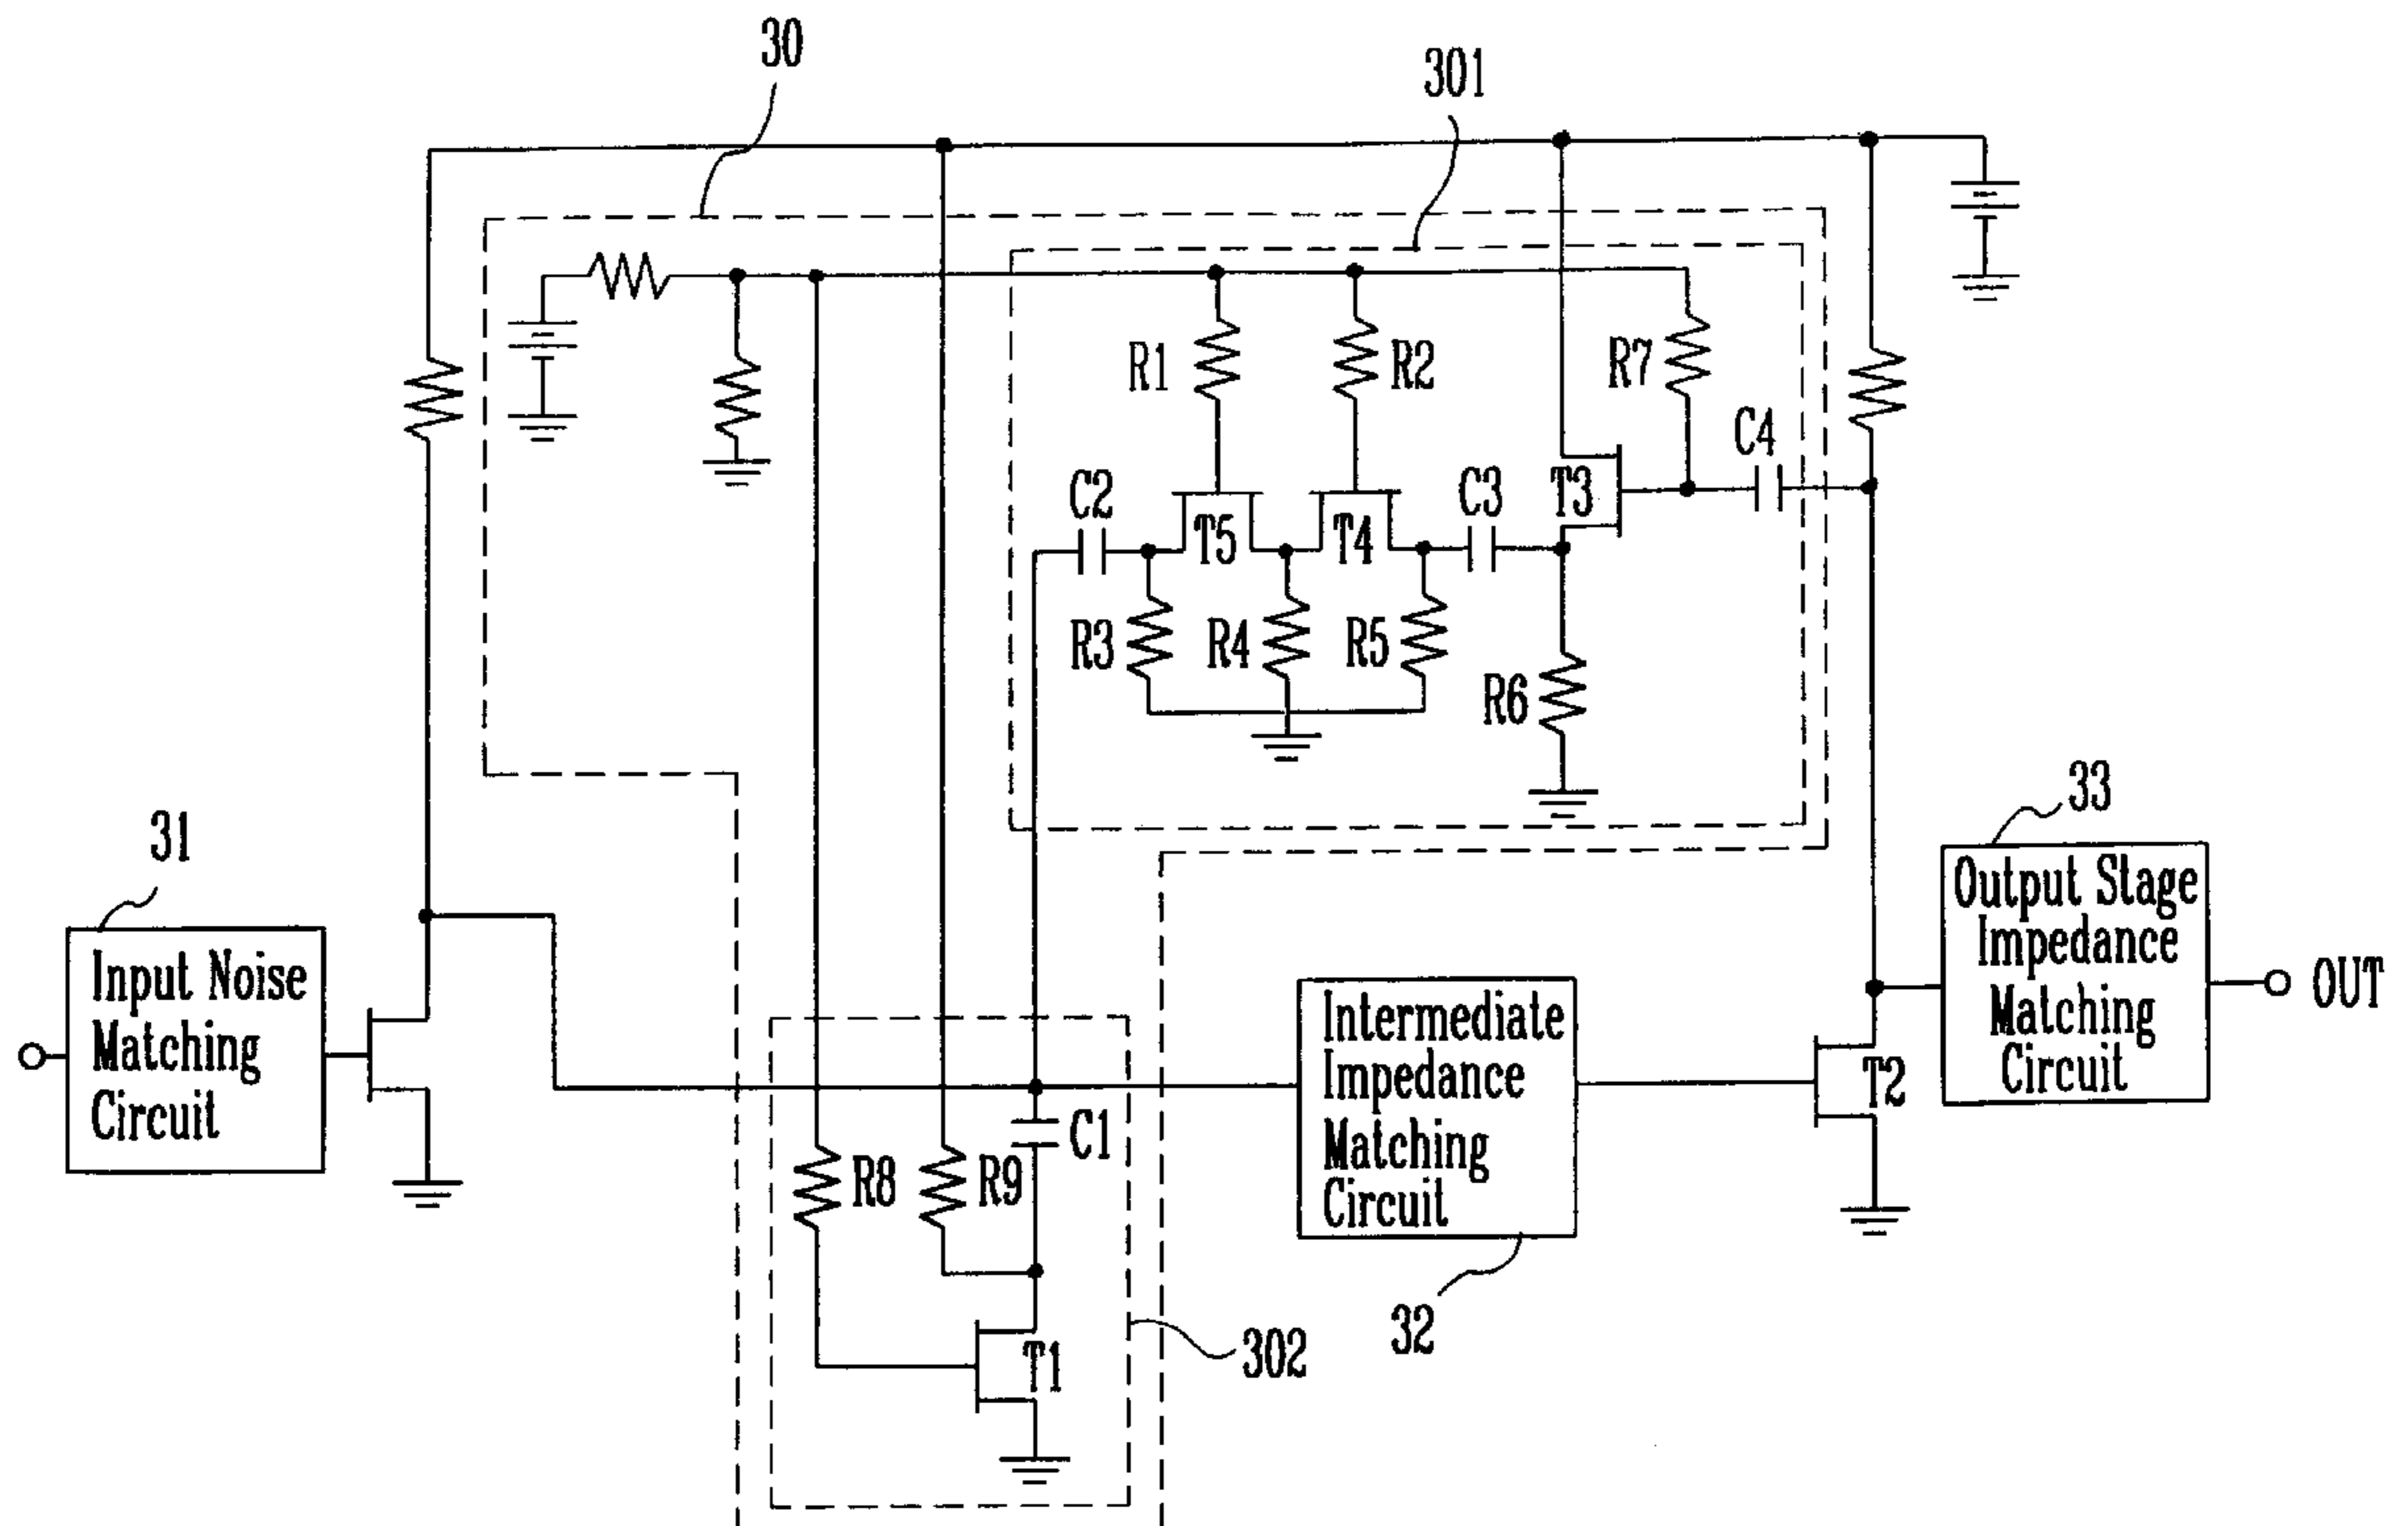 30
301
R1
R2
R7
C4
C2
T5
T4
C3
T3
R3
R4
R5
R6
31
33
Input Noise
Matching
Circuit
Output Stage
Impedance
Matching
Circuit
OUT
Intermediate
Impedance
Matching
Circuit
T2
C1
R8
R9
32
302
T1